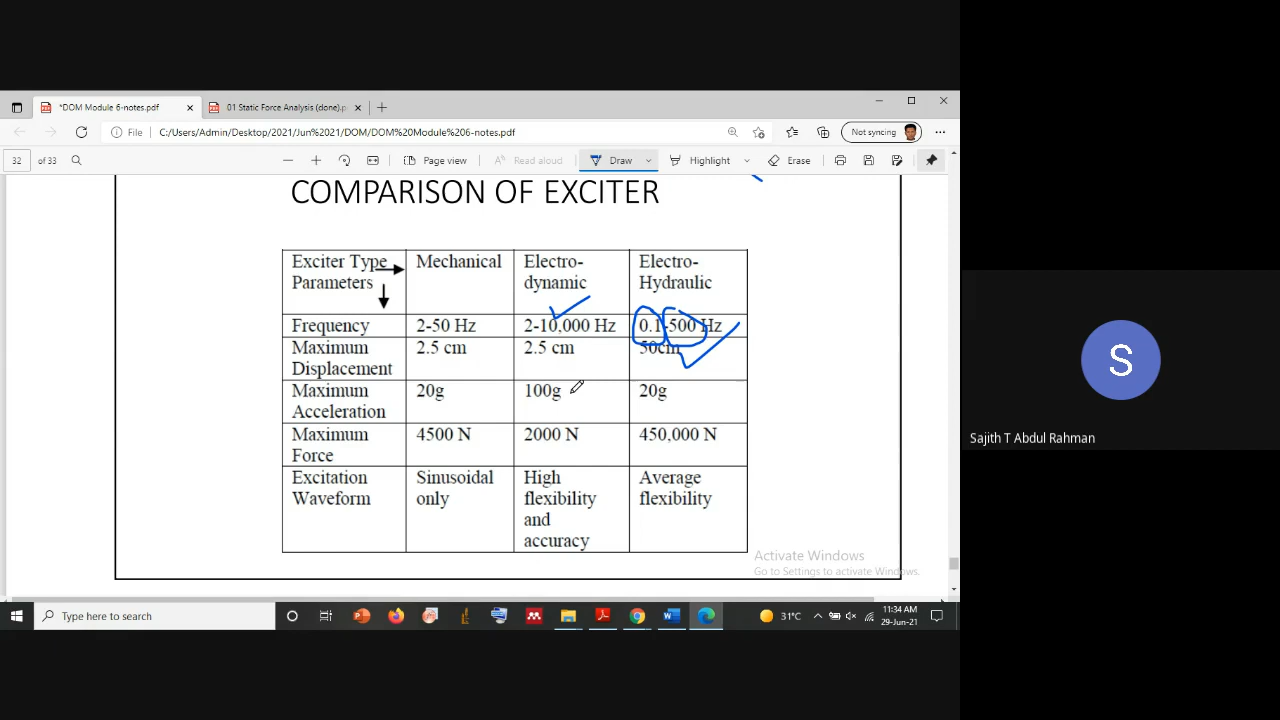 *DOM Module 6-notes.pdf
01 Static Force Analysis (done).p
File
C:/Users/Admin/Desktop/2021/Jun%2021/DOM/DOM%20Module%206-notes.pdf
Not syncing
32 of 33
Page view
Read aloud
Draw
Highlight
Erase
COMPARISON OF EXCITER
Exciter Type
Parameters
Mechanical
Electro-
dynamic
Electro-
Hydraulic
Frequency
2-50 Hz
2-10,000 Hz
0.1-500 Hz
Maximum
Displacement
2.5 cm
2.5 cm
50cm
Maximum
Acceleration
20g
100g
20g
Maximum
Force
4500 N
2000 N
450,000 N
Excitation
Waveform
Sinusoidal
only
High
flexibility
and
accuracy
Average
flexibility
Activate Windows
Go to Settings to activate Windows.
S
Sajith T Abdul Rahman
Type here to search
31°C
11:34 AM
29-Jun-21